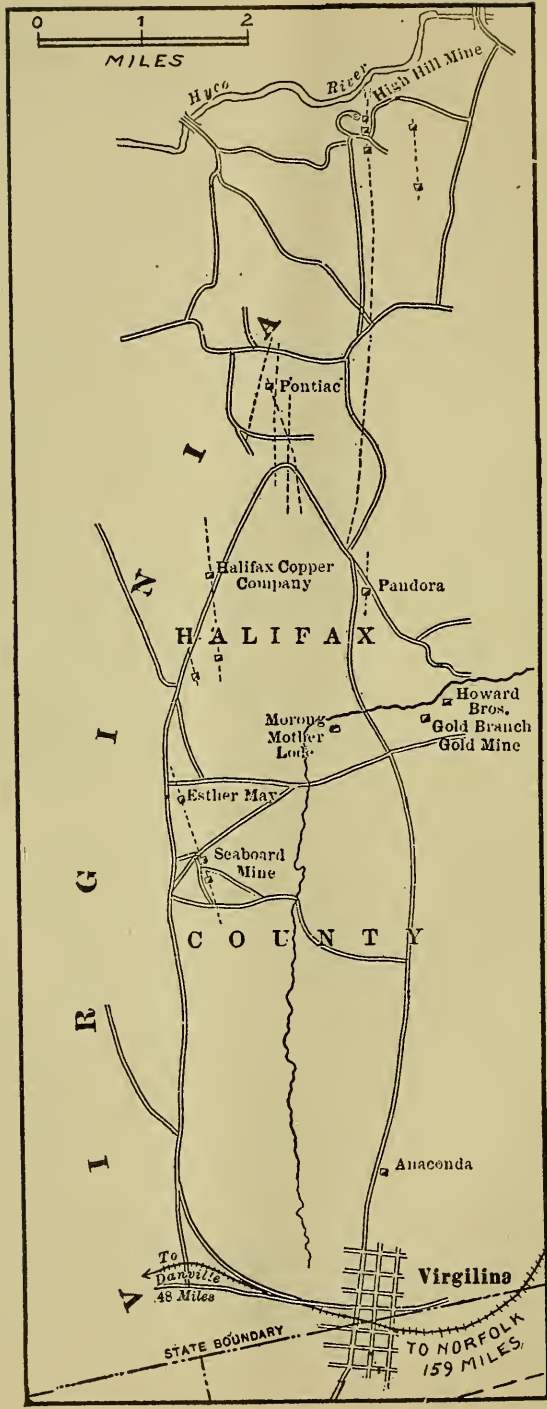 0 1 2
MILES
Hyco River
High Hill Mine
Pontiac
Halifax Copper
Company
Pandora
HALIFAX
Howard
Bros.
Morong
Mother
Lode
Gold Branch
Gold Mine
Esther May
Seaboard
Mine
COUNTY
VIRGINIA
Anaconda
To
Danville
48 Miles
Virgilina
STATE BOUNDARY
TO NORFOLK
159 MILES